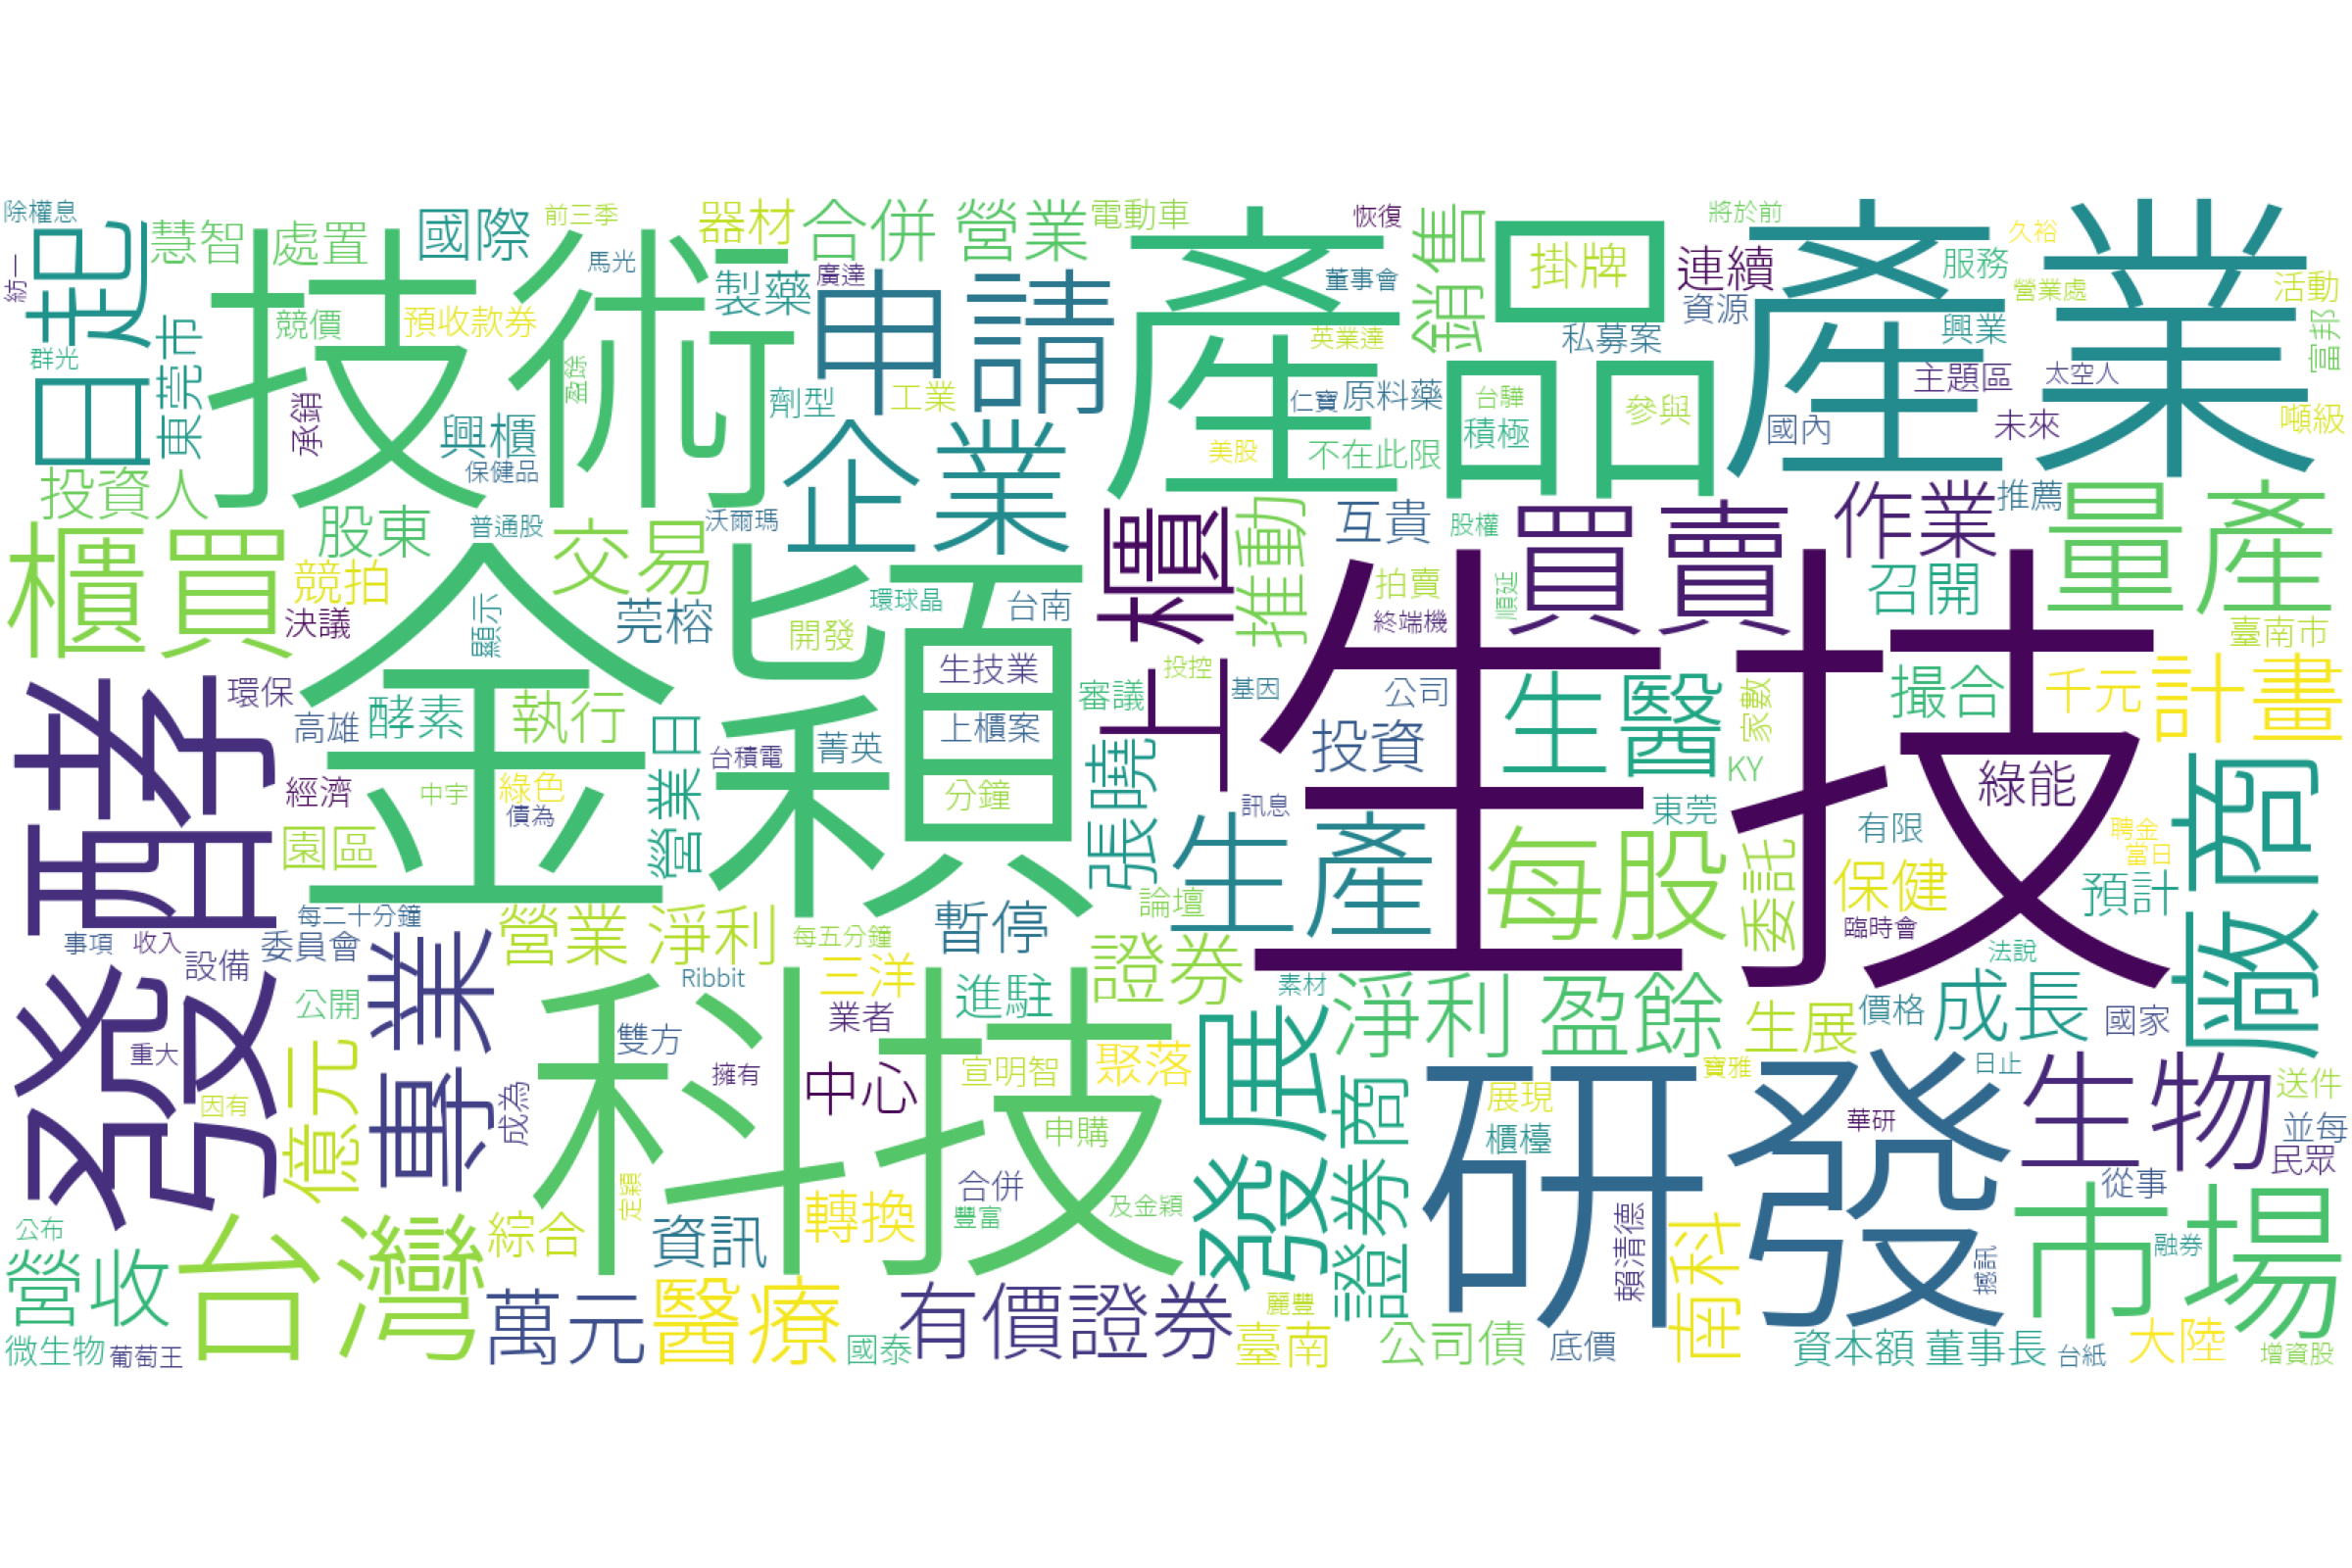 除權息
日起
慧智
處置
國際
前三季
器材
合併
營業
電動車
恢復
銷售
掛牌
將於前
久裕
紡一
技術
馬光
製藥
廣達
董事會
產品
連續
產業
服務
營業處
活動
群光
東莞市
競價
預收款券
申請
英業達
私募案
資源
興業
富邦
承銷
興櫃
劑型
工業
仁寶
原料藥
台驊
參與
主題區
太空人
投資人
保健品
企業
美股
不在此限
積極
國內
未來
噸級
櫃買
股東
普通股
交易
沃爾瑪
上櫃
推動
互貴
股權
買賣
作業
推薦
量產
競拍
決議
顯示
金穎
莞榕
環球晶
台南
開發
拍賣
順延
終端機
生技
召開
臺南市
酵
環保
高雄
酵素
執行
營業日
生技業
上櫃案
審議
投控
基因
公司
生醫
家數
撮合
千元
計畫
經濟
中宇
綠色
債為
台積電
菁英
分鐘
張曉
訊息
投資
東莞
KY
綠能
廠商
園區
每二十分鐘
營業
淨利
暫停
每五分鐘
論壇
生產
每股
委託
有限
保健
聘金
當日
預計
臨時會
事項
收入
委員會
設備
發
專業
Ribbit
三洋
進駐
證券
素材
淨利
盈餘
生展
價格
法說
成長
國家
公開
億元
重大
因有
成為
科技
雙方
業者
擁有
中心
宣明智
聚落
發展
證券商
研發
展現
櫃檯
寶雅
日止
華研
生物
送件
並每
民眾
申購
公布
營收
台灣
綜合
定穎
資訊
轉換
合併
豐富
及金穎
賴清德
南科
撼訊
從事
市場
融券
微生物
葡萄王
萬元
醫療
國泰
有價證券
麗豐
臺南
公司債
底價
資本額
董事長
台紙
大陸
增資股